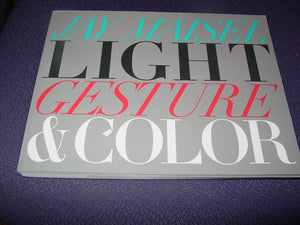 JAY MAISEL
LIGHT
GESTURE
& COLOR